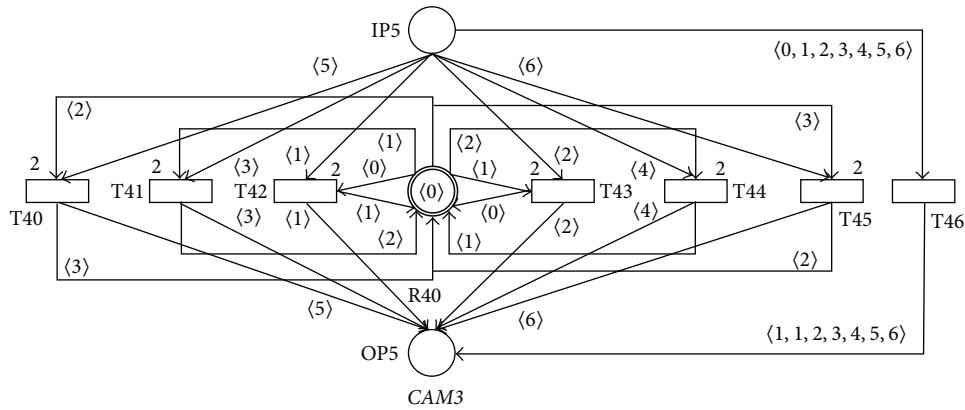 IP5
⟨0, 1, 2, 3, 4, 5, 6⟩
⟨5⟩ ⟨6⟩
⟨2⟩ ⟨3⟩
⟨1⟩ ⟨2⟩
2 2 ⟨3⟩ ⟨1⟩ 2 ⟨0⟩ ⟨1⟩ 2 ⟨2⟩ ⟨4⟩ 2 2
T40 T41 T42 ⟨0⟩ T43 T44 T45 T46
⟨3⟩ ⟨1⟩ ⟨1⟩ ⟨0⟩ ⟨2⟩ ⟨4⟩
⟨2⟩ ⟨1⟩
⟨3⟩ ⟨2⟩
R40
⟨5⟩ ⟨6⟩
⟨1, 1, 2, 3, 4, 5, 6⟩
OP5
CAM3